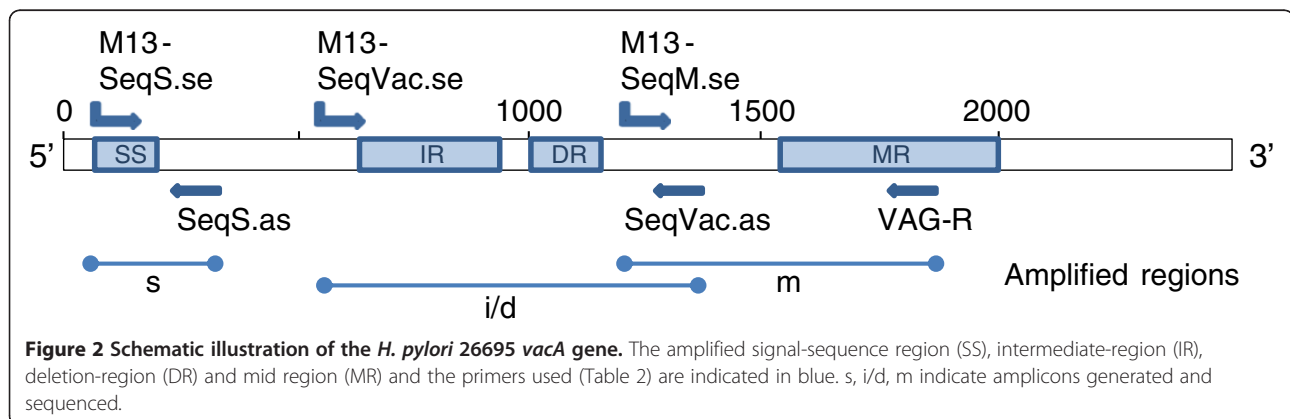 M13-
SeqS.se
M13-
SeqVac.se
M13-
SeqM.se
0
1000
1500
2000
5’
SS
IR
DR
MR
3’
SeqS.as
SeqVac.as
VAG-R
s
i/d
m
Amplified regions
Figure 2 Schematic illustration of the H. pylori 26695 vacA gene. The amplified signal-sequence region (SS), intermediate-region (IR),
deletion-region (DR) and mid region (MR) and the primers used (Table 2) are indicated in blue. s, i/d, m indicate amplicons generated and
sequenced.